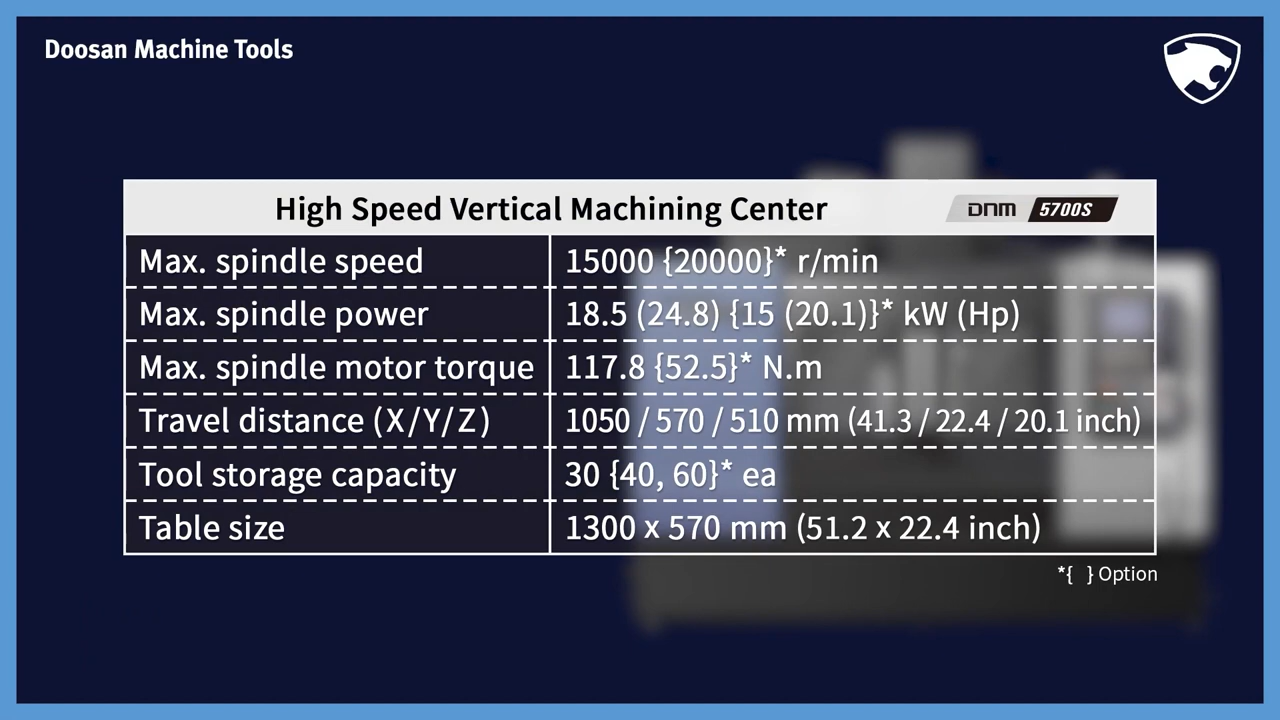 Doosan Machine Tools
High Speed Vertical Machining Center DNM 5700S
Max. spindle speed 15000 {20000}* r/min
Max. spindle power 18.5 (24.8) {15 (20.1)}* kW (Hp)
Max. spindle motor torque 117.8 {52.5}* N.m
Travel distance (X/Y/Z) 1050 / 570 / 510 mm (41.3 / 22.4 / 20.1 inch)
Tool storage capacity 30 {40, 60}* ea
Table size 1300 x 570 mm (51.2 x 22.4 inch)
*{ } Option